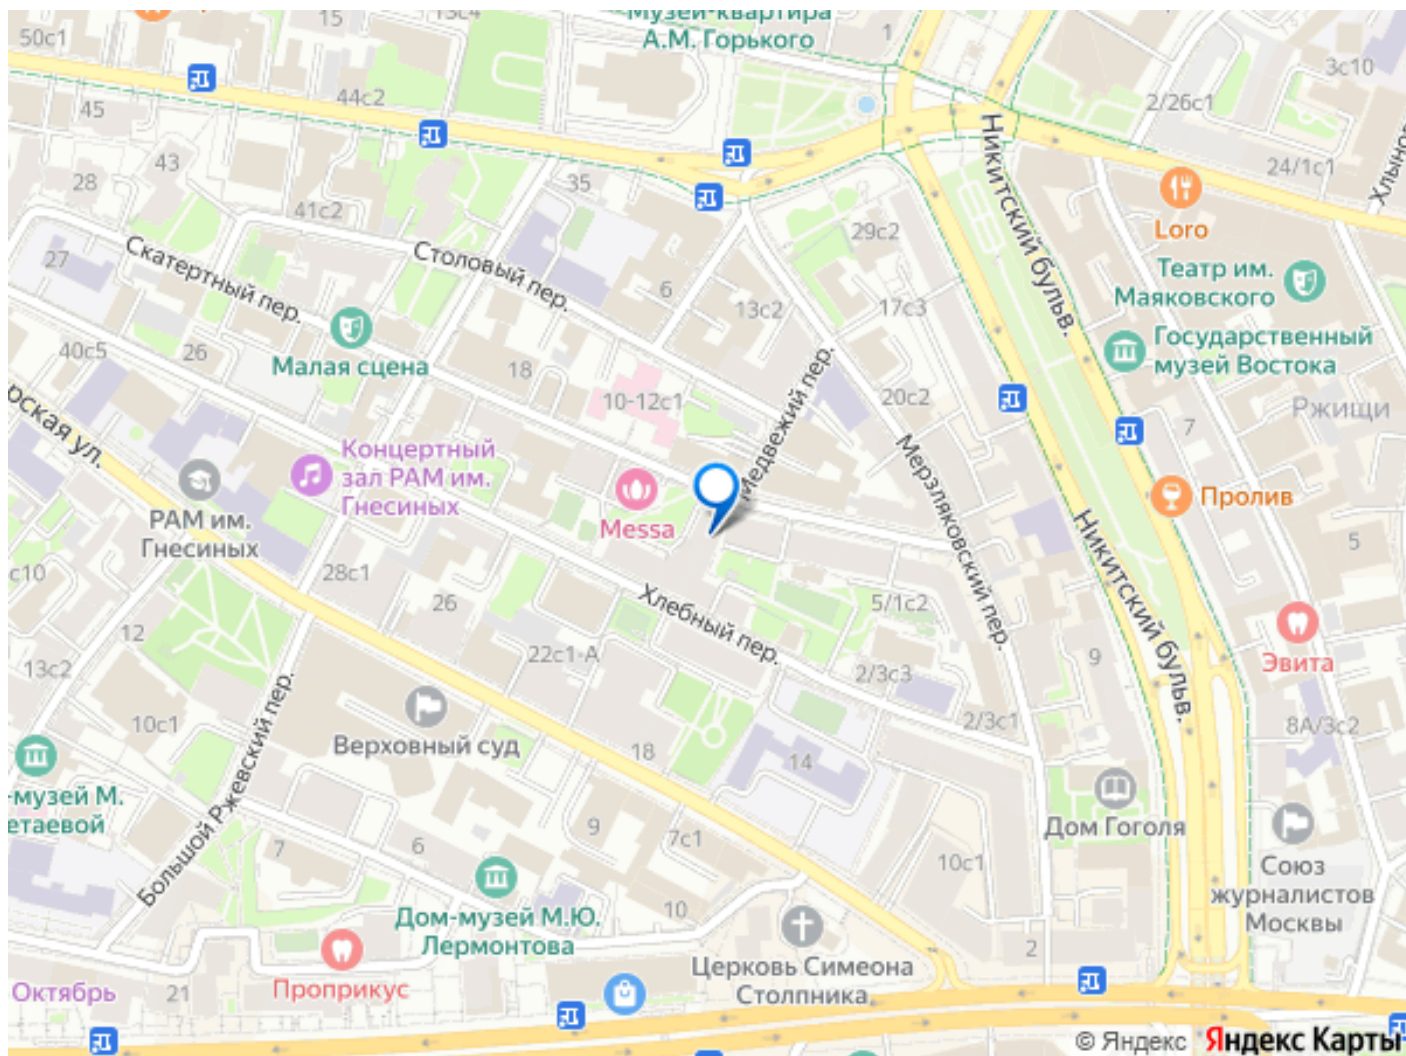 Музей-квартира
А.М. Горького
50с1
15
13с4
1
3с10
45
44с2
2/26с1
43
28
35
24/1с1
41с2
Никитский бульв.
Loro
Скатертный пер.
Столовый пер.
29с2
27
6
13с2
17с3
Театр им.
Маяковского
Государственный
музей Востока
Малая сцена
40с5
26
18
10-12с1
Медвежий пер.
20с2
Ржищи
7
Концертный
зал РАМ им.
Гнесиных
Мерзляковский пер.
Messa
Пролив
РАМ им.
Гнесиных
28с1
26
Хлебный пер.
5/1с2
Никитский бульв.
5
с10
12
13с2
22с1-А
2/3с3
9
Эвита
10с1
Верховный суд
18
14
2/3с1
8А/3с2
Большой Ржевский пер.
-музей М.
етаевой
7
6
9
7с1
10с1
Дом Гоголя
Союз
журналистов
Москвы
Дом-музей М.Ю.
Лермонтова
10
2
Церковь Симеона
Столпника
Октябрь
21
Проприкус
© Яндекс Яндекс Карты